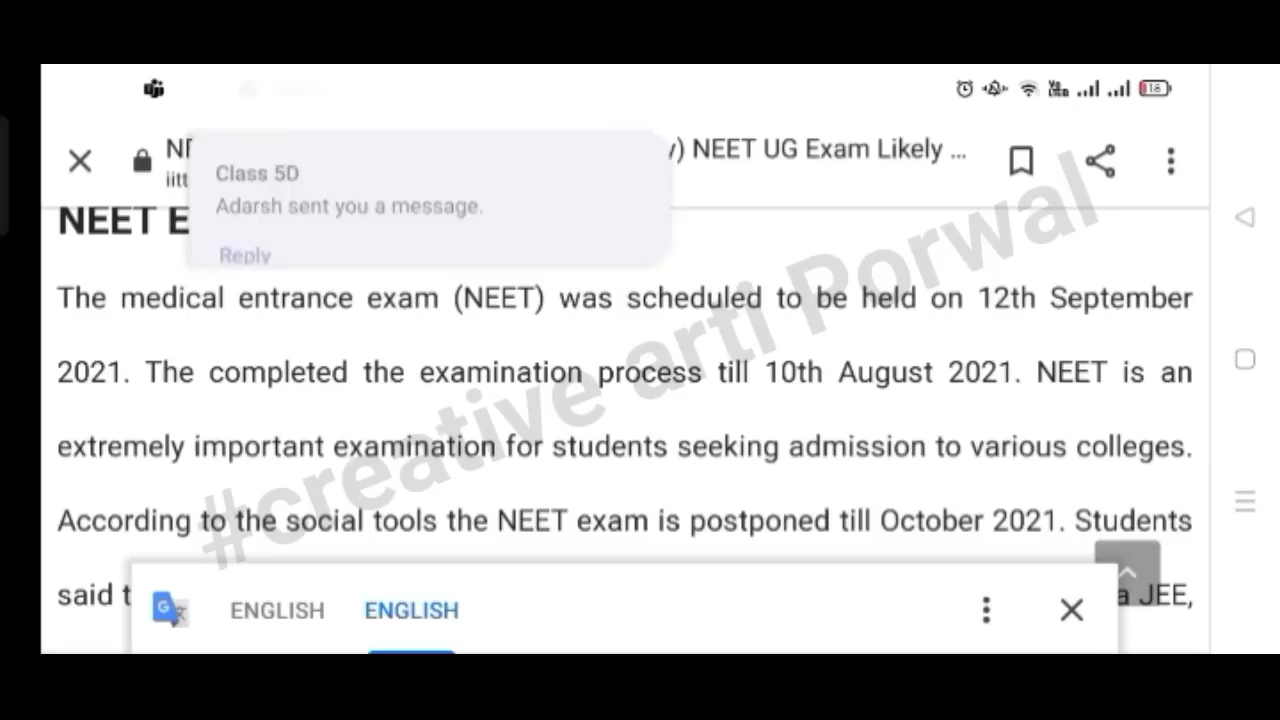 18
NE
y) NEET UG Exam Likely ...
iitt
Class 5D
Adarsh sent you a message.
Reply
NEET E
The medical entrance exam (NEET) was scheduled to be held on 12th September
2021. The completed the examination process till 10th August 2021. NEET is an
extremely important examination for students seeking admission to various colleges.
According to the social tools the NEET exam is postponed till October 2021. Students
said t
a JEE,
#creative arti Porwal
ENGLISH ENGLISH